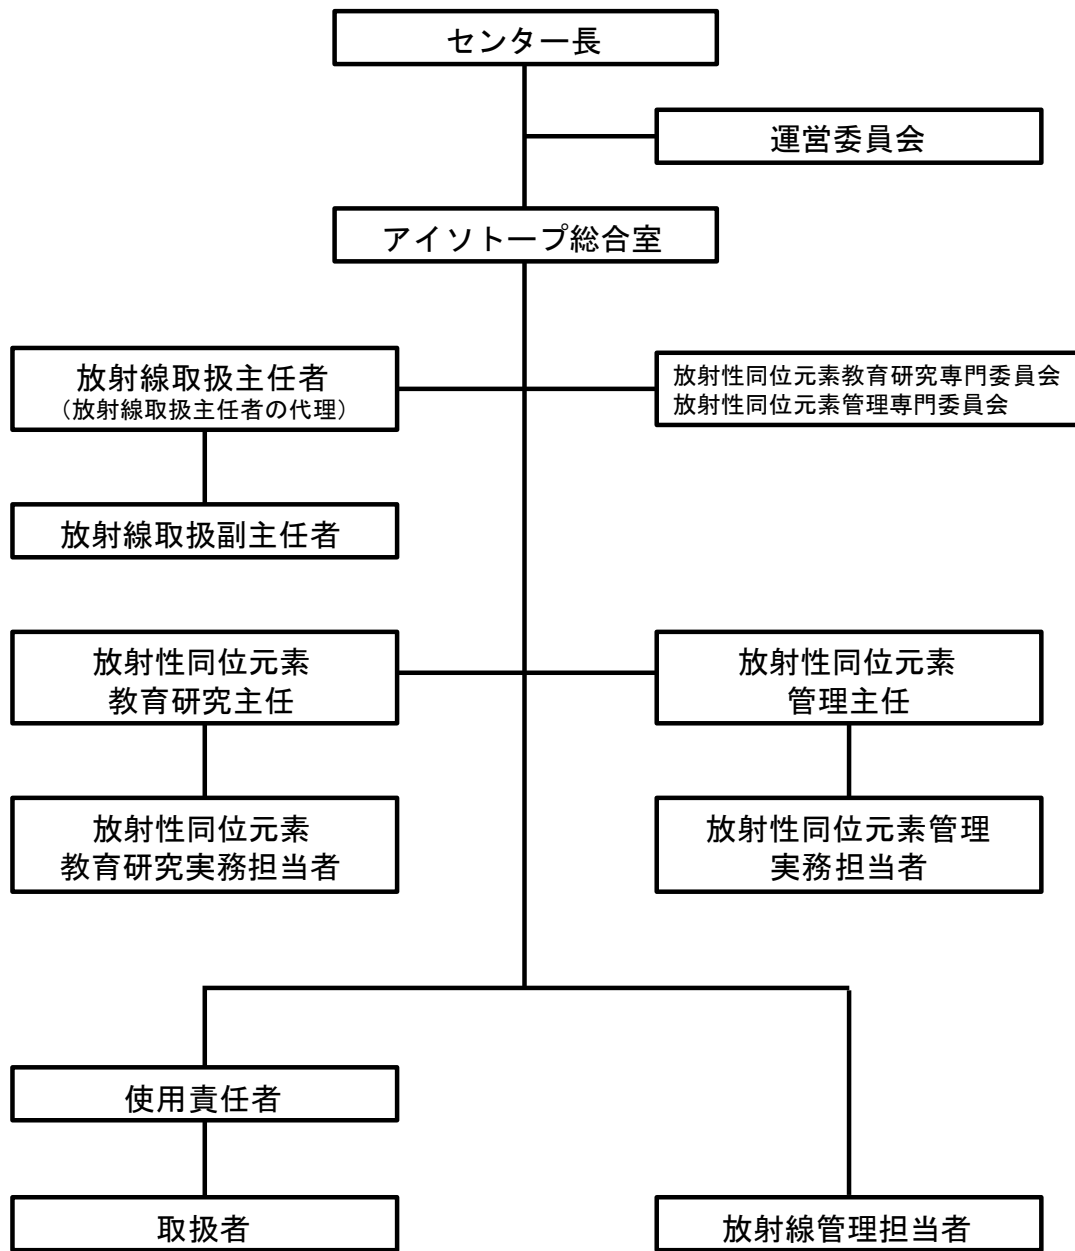 センター長
運営委員会
アイソトープ総合室
放射線取扱主任者
（放射線取扱主任者の代理）
放射性同位元素教育研究専門委員会
放射性同位元素管理専門委員会
放射線取扱副主任者
放射性同位元素
教育研究主任
放射性同位元素
管理主任
放射性同位元素
教育研究実務担当者
放射性同位元素管理
実務担当者
使用責任者
取扱者
放射線管理担当者